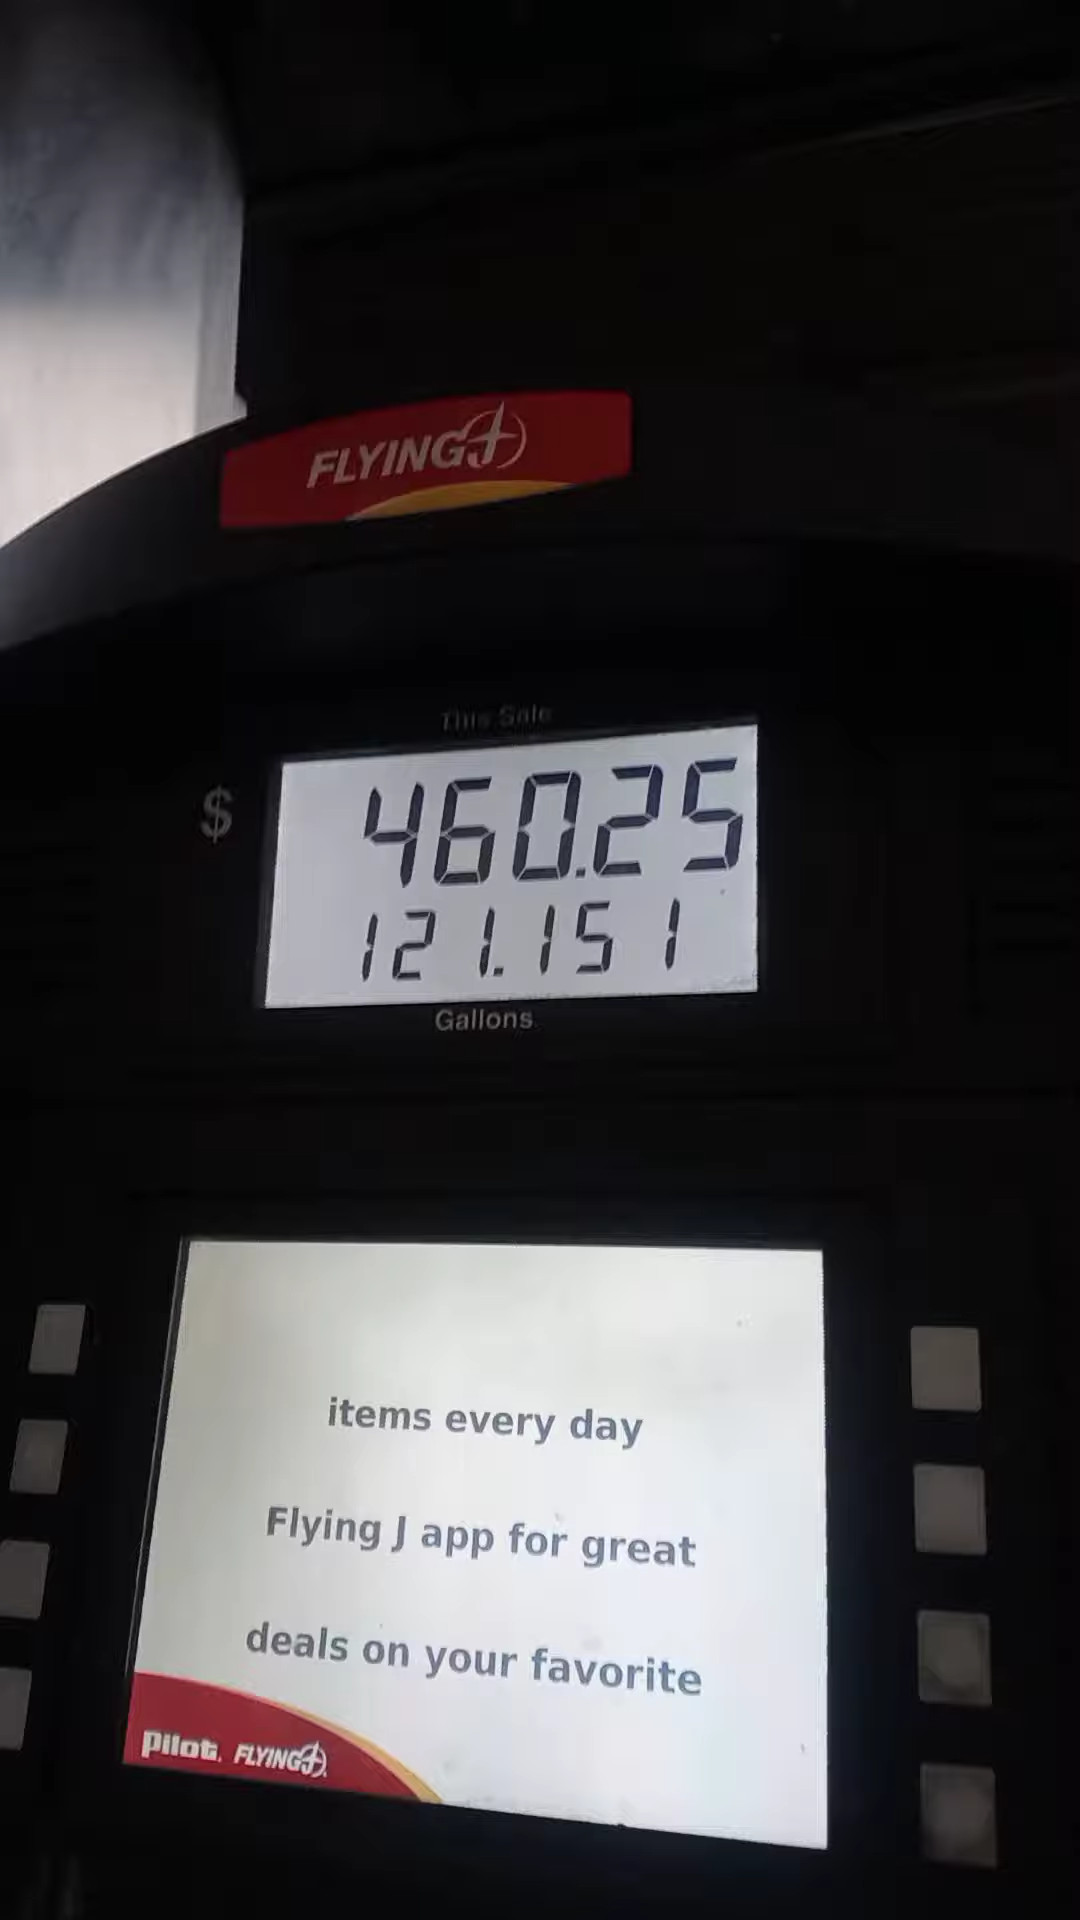 FLYING J
This Sale
$ 460.25
121.151
Gallons
items every day
Flying J app for great
deals on your favorite
Pilot. FLYING J